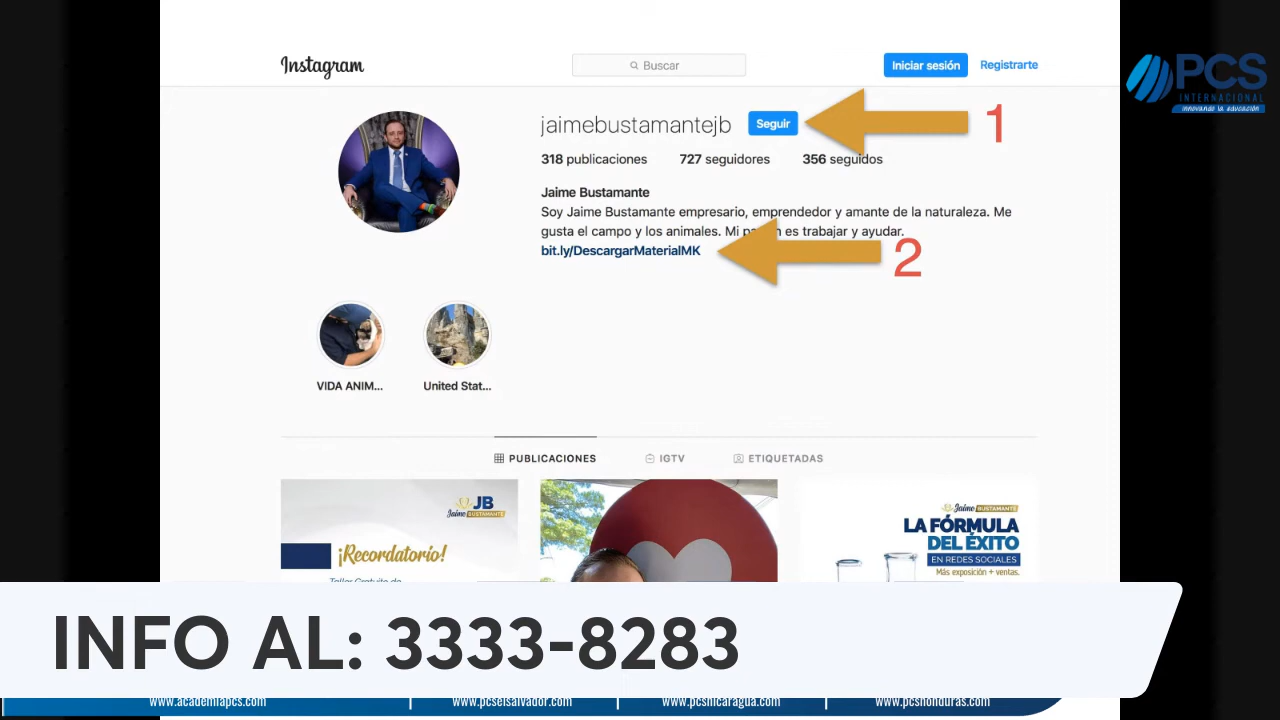 Instagram
Buscar
Iniciar sesión
Registrarte
PCS
INTERNACIONAL
innovando la educación
jaimebustamantejb
Seguir
1
318 publicaciones
727 seguidores
356 seguidos
Jaime Bustamante
Soy Jaime Bustamante empresario, emprendedor y amante de la naturaleza. Me
gusta el campo y los animales. Mi es trabajar y ayudar.
bit.ly/DescargarMaterialMK
2
VIDA ANIM...
United Stat...
PUBLICACIONES
IGTV
ETIQUETADAS
JB
Jaime BUSTAMANTE
¡Recordatorio!
Taller Gratuito de
Jaime BUSTAMANTE
LA FÓRMULA
DEL ÉXITO
EN REDES SOCIALES
Más exposición + ventas.
INFO AL: 3333-8283
www.academiapcs.com
www.pcselsalvador.com
www.pcsnicaragua.com
www.pcshonduras.com